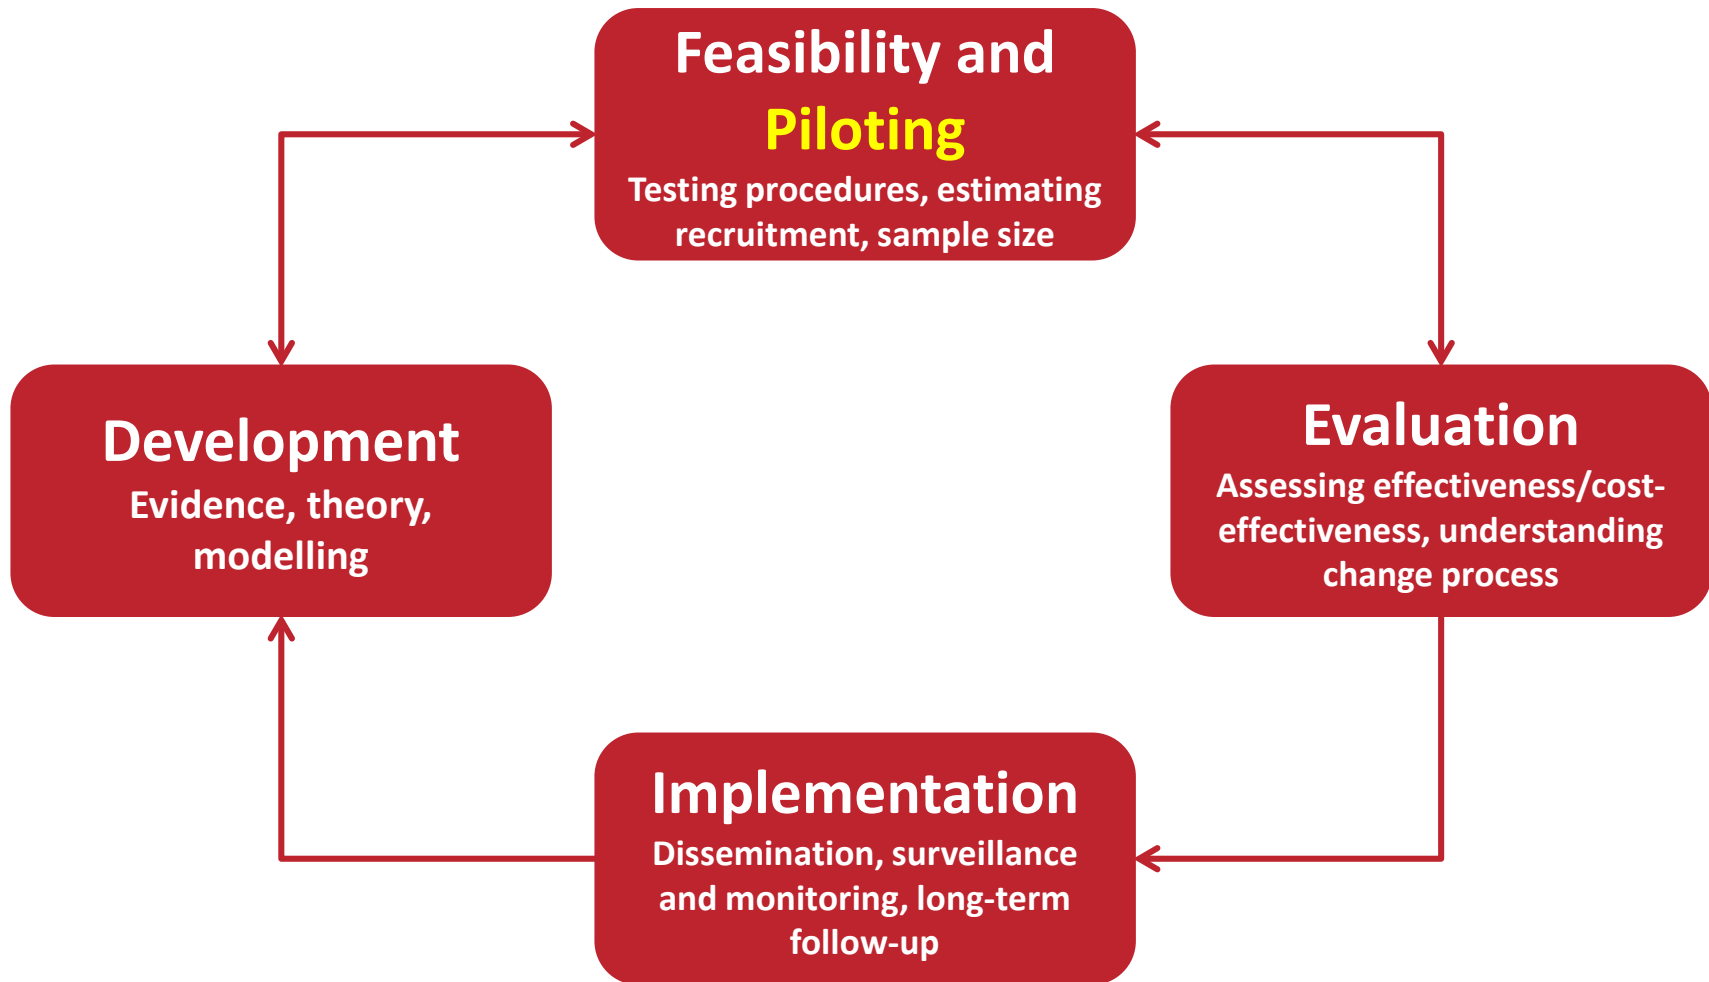 Feasibility and
Piloting
Testing procedures, estimating
recruitment, sample size
Development
Evidence, theory,
modelling
Evaluation
Assessing effectiveness/cost-
effectiveness, understanding
change process
Implementation
Dissemination, surveillance
and monitoring, long-term
follow-up